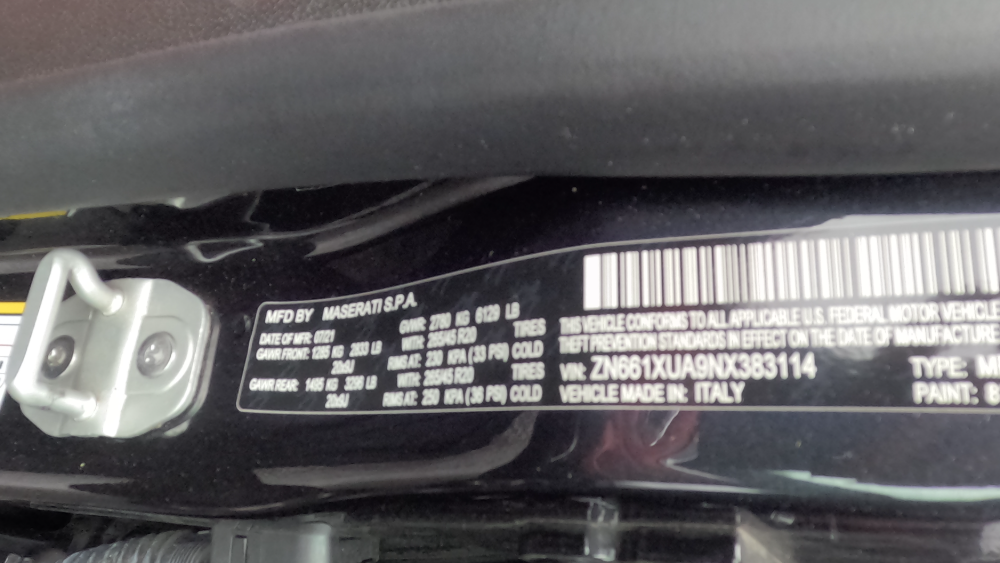 MFD BY MASERATI S.P.A.
DATE OF MFR: 07/21 GVWR: 2780 KG 6129 LB
GAWR FRONT: 1285 KG 2833 LB WITH: 265/45 R20 TIRES
20x9J RIMS AT: 230 KPA (33 PSI) COLD
GAWR REAR: 1495 KG 3296 LB WITH: 265/45 R20 TIRES
20x9J RIMS AT: 250 KPA (36 PSI) COLD
THIS VEHICLE CONFORMS TO ALL APPLICABLE U.S. FEDERAL MOTOR VEHICLE
THEFT PREVENTION STANDARDS IN EFFECT ON THE DATE OF MANUFACTURE
VIN: ZN661XUA9NX383114 TYPE:
VEHICLE MADE IN: ITALY PAINT: